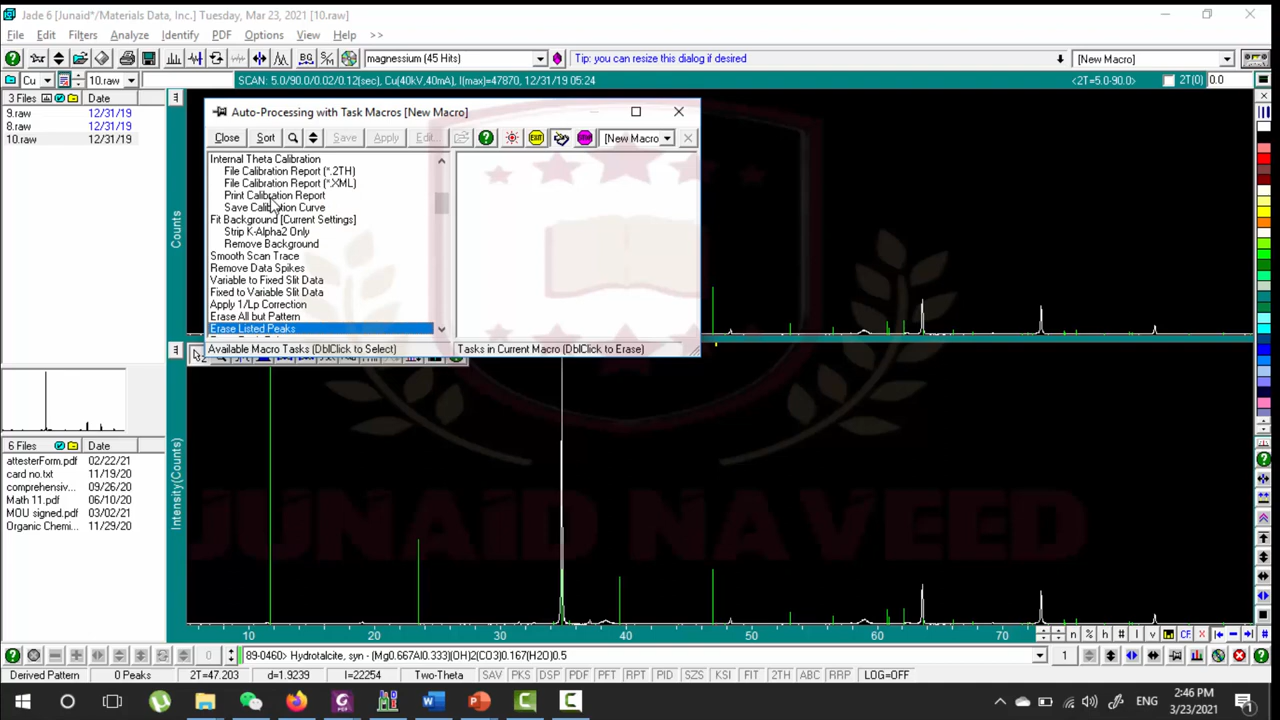 Jade 6 [Junaid*/Materials Data, Inc.] Tuesday, Mar 23, 2021 [10.raw]
File Edit Filters Analyze Identify PDF Options View Help >>
magnessium (45 Hits)
Tip: you can resize this dialog if desired
[New Macro]
Cu
10.raw
SCAN: 5.0/90.0/0.02/0.12(sec), Cu(40kV,40mA), I(max)=47870, 12/31/19 05:24
<2T=5.0-90.0>
2T(0)
0.0
3 Files Date
9.raw 12/31/19
8.raw 12/31/19
10.raw 12/31/19
Auto-Processing with Task Macros [New Macro]
Close Sort Save Apply Edit...
EXIT
[New Macro
Internal Theta Calibration
File Calibration Report (*.2TH)
File Calibration Report (*.XML)
Print Calibration Report
Save Calibration Curve
Fit Background [Current Settings]
Strip K-Alpha2 Only
Remove Background
Smooth Scan Trace
Remove Data Spikes
Variable to Fixed Slit Data
Fixed to Variable Slit Data
Apply 1/Lp Correction
Erase All but Pattern
Erase Listed Peaks
Available Macro Tasks (DblClick to Select)
Tasks in Current Macro (DblClick to Erase)
Counts
Intensity(Counts)
6 Files Date
attesterForm.pdf 02/22/21
card no.txt 11/19/20
comprehensiv... 09/26/20
Math 11.pdf 06/10/20
MOU signed.pdf 03/02/21
Organic Chemi... 11/29/20
JUNAID NAVEED
10 20 30 40 50 60 70
n % h # l v CF X
89-0460> Hydrotalcite, syn - (Mg0.667Al0.333)(OH)2(CO3)0.167(H2O)0.5
1
Derived Pattern 0 Peaks 2T=47.203 d=1.9239 I=22254 Two-Theta SAV PKS DSP PDF PFT RPT PID SZS KSI FIT 2TH ABC RRP LOG=OFF
ENG
2:46 PM
3/23/2021